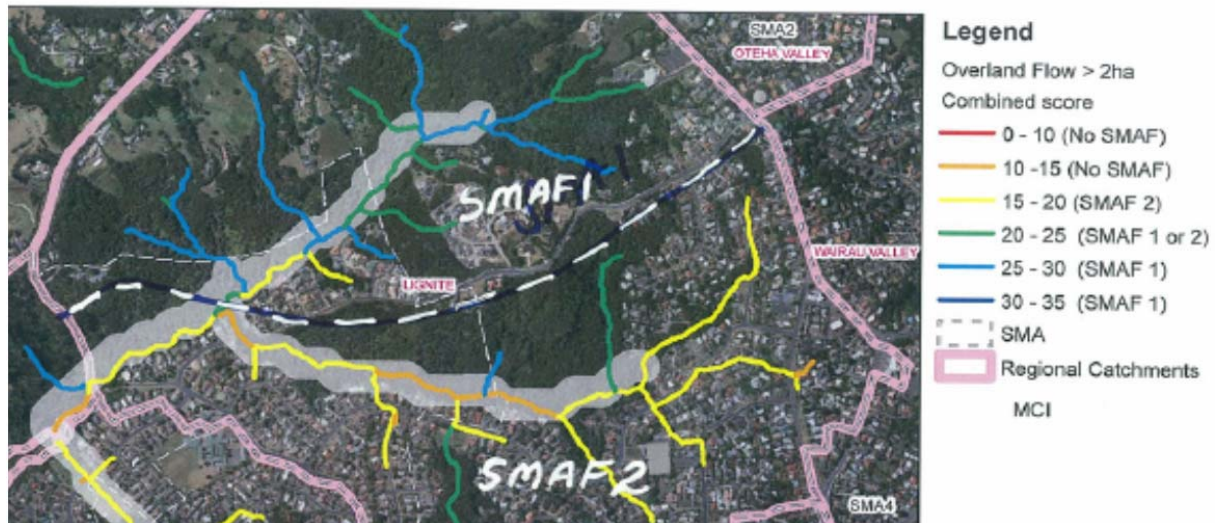 SMA2
OTEHA VALLEY
SMAF1
LIGNITE
WAIRAU VALLEY
SMAF2
SMA4
Legend
Overland Flow > 2ha
Combined score
0 - 10 (No SMAF)
10 -15 (No SMAF)
15 - 20 (SMAF 2)
20 - 25 (SMAF 1 or 2)
25 - 30 (SMAF 1)
30 - 35 (SMAF 1)
SMA
Regional Catchments
MCI